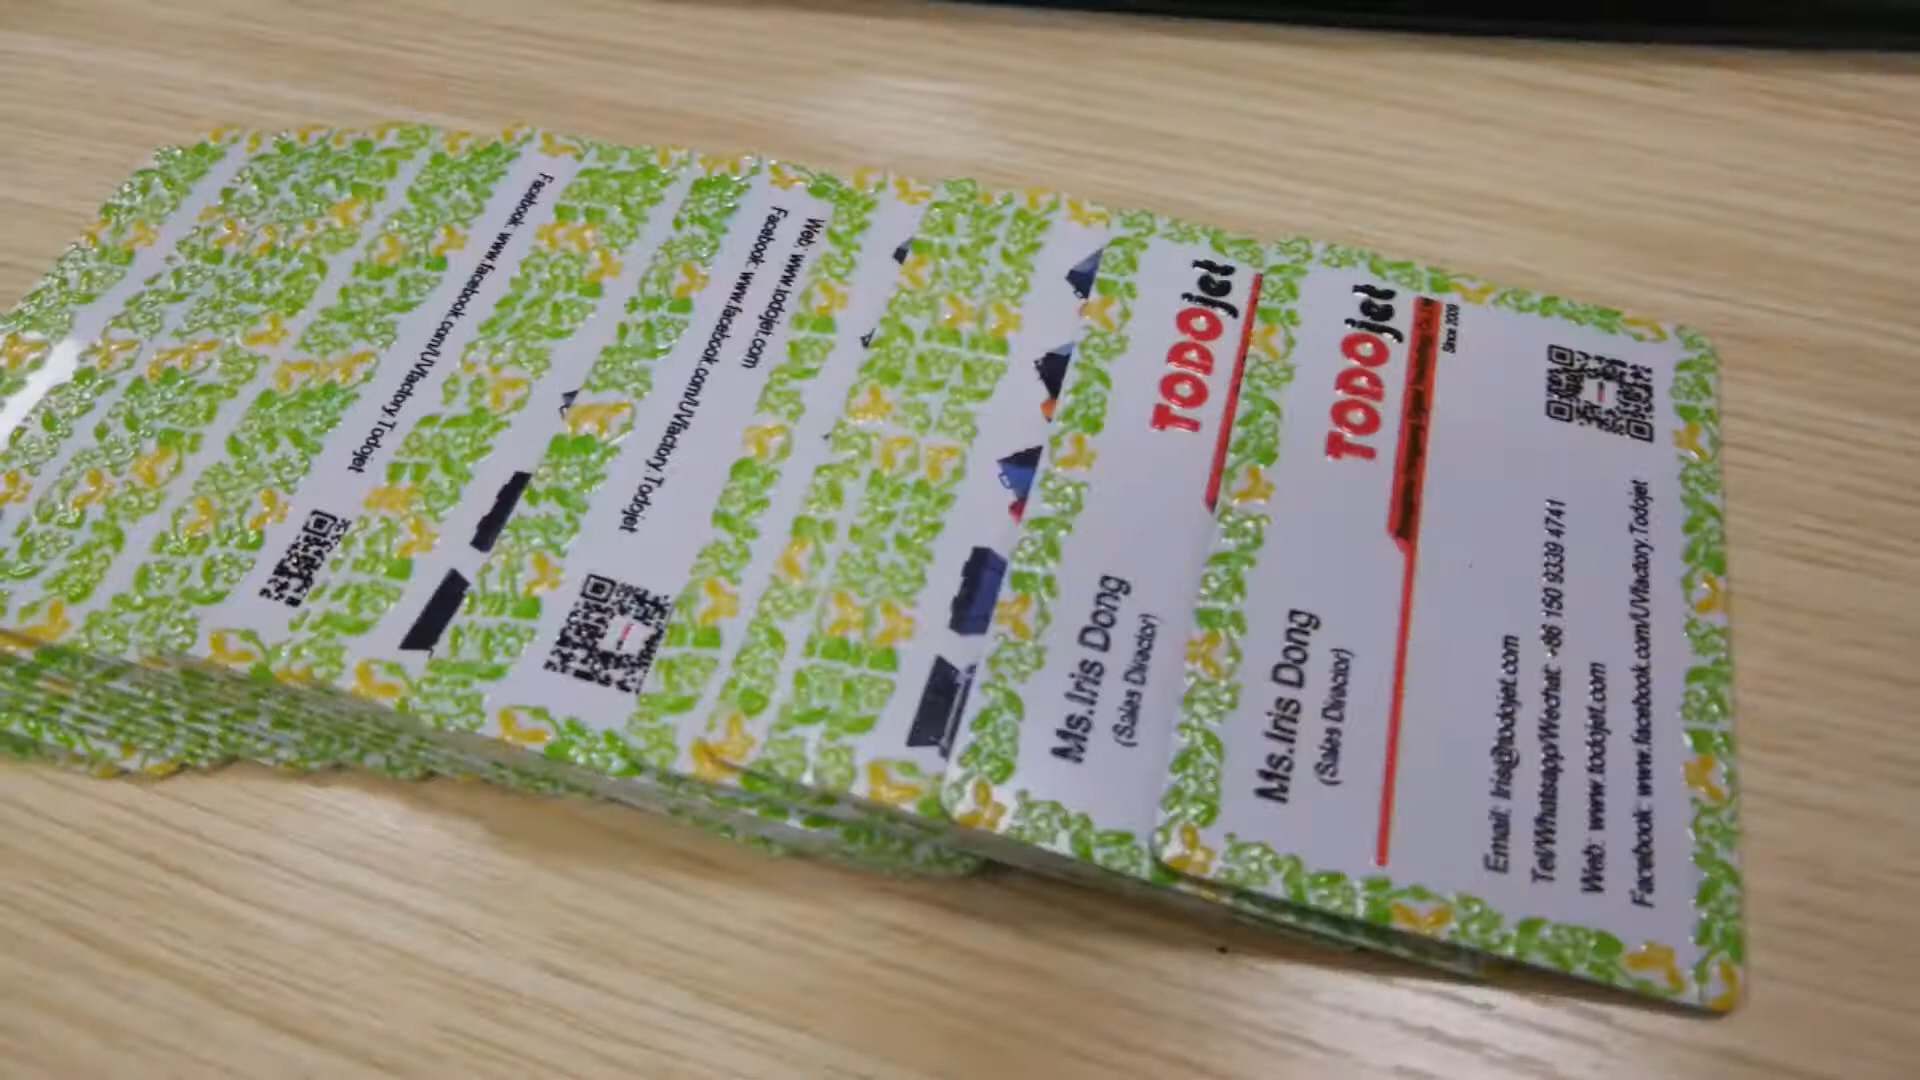 TODOjet
Since 2009
Ms.Iris Dong
(Sales Director)
Email: Iris@todojet.com
Tel/Whatsapp/Wechat: +86 150 9339 4741
Web: www.todojet.com
Facebook: www.facebook.com/UVfactory.Todojet
TODOjet
Ms.Iris Dong
(Sales Director)
Web: www.todojet.com
Facebook: www.facebook.com/UVfactory.Todojet
Facebook: www.facebook.com/UVfactory.Todojet